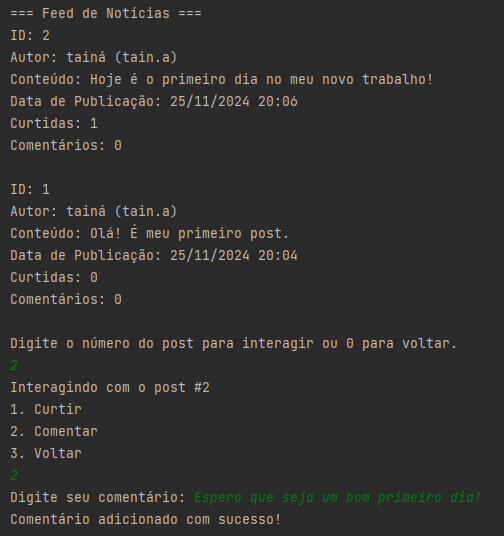 === Feed de Notícias ===
ID: 2
Autor: tainá (tain.a)
Conteúdo: Hoje é o primeiro dia no meu novo trabalho!
Data de Publicação: 25/11/2024 20:06
Curtidas: 1
Comentários: 0
ID: 1
Autor: tainá (tain.a)
Conteúdo: Olá! É meu primeiro post.
Data de Publicação: 25/11/2024 20:04
Curtidas: 0
Comentários: 0
Digite o número do post para interagir ou 0 para voltar.
2
Interagindo com o post #2
1. Curtir
2. Comentar
3. Voltar
2
Digite seu comentário: Espero que seja um bom primeiro dia!
Comentário adicionado com sucesso!